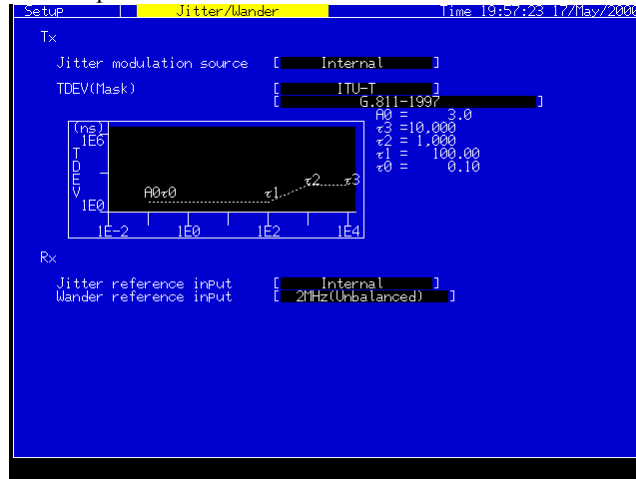 Setup | Jitter/Wander Time 19:57:23 17/May/2000
Tx
Jitter modulation source [ Internal ]
TDEV(Mask) [ ITU-T ]
[ G.811-1997 ]
A0 = 3.0
τ3 =10,000
τ2 = 1,000
τ1 = 100.00
τ0 = 0.10
(ns)
1E6
TDEV
1E0
A0τ0 τ1 τ2 τ3
1E-2 1E0 1E2 1E4
Rx
Jitter reference input [ Internal ]
Wander reference input [ 2MHz(Unbalanced) ]